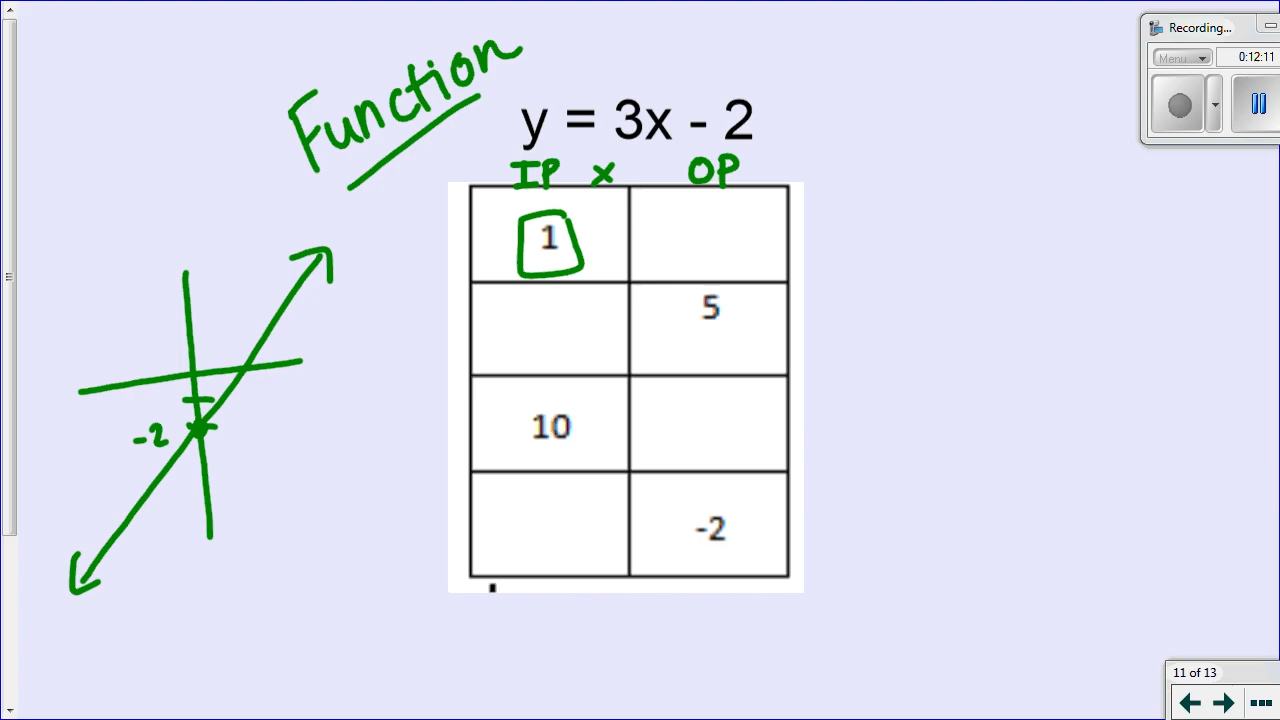 Function
y = 3x - 2
IP x OP
1
5
10
-2
-2
Recording...
Menu
0:12:11
11 of 13